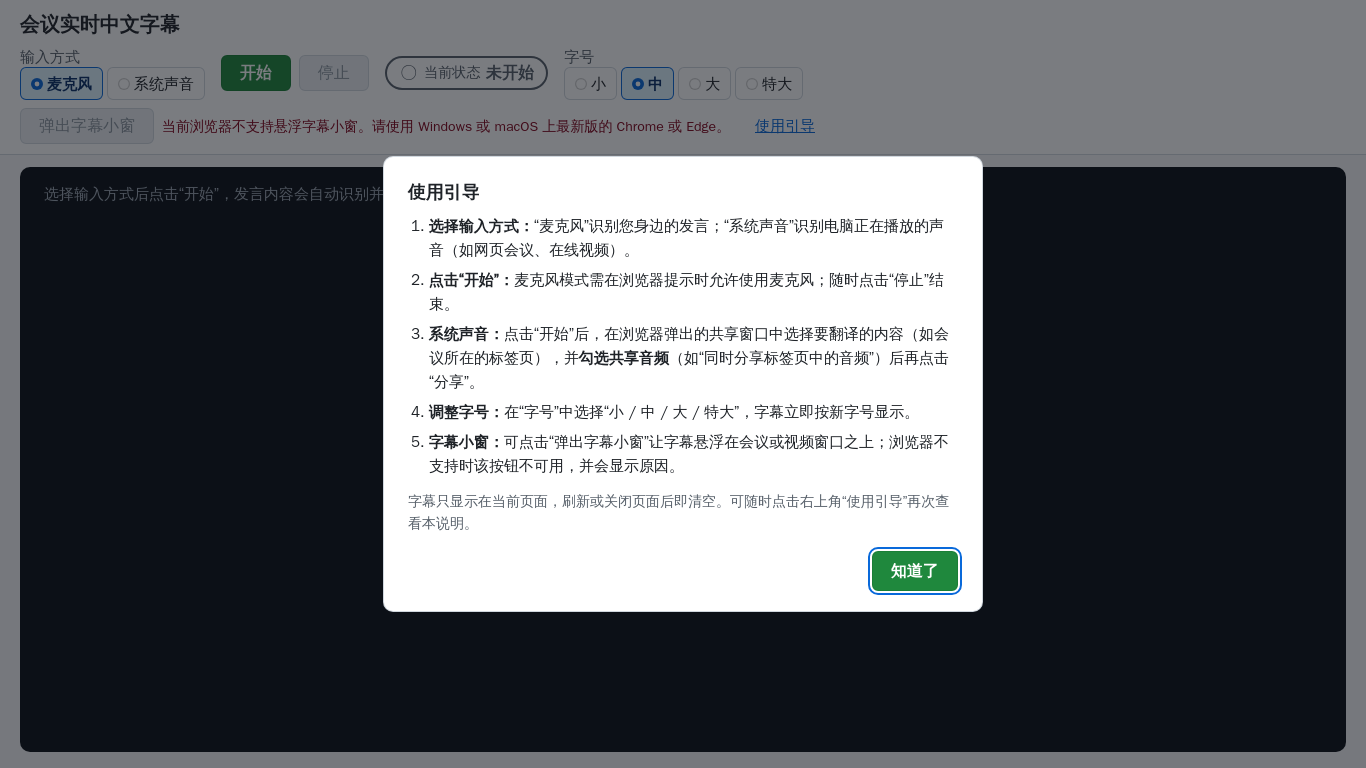 会议实时中文字幕
输入方式
麦克风
系统声音
开始
停止
当前状态 未开始
字号
小
中
大
特大
弹出字幕小窗
当前浏览器不支持悬浮字幕小窗。请使用 Windows 或 macOS 上最新版的 Chrome 或 Edge。
使用引导
选择输入方式后点击“开始”，发言内容会自动识别并
使用引导
1. 选择输入方式：“麦克风”识别您身边的发言；“系统声音”识别电脑正在播放的声
音（如网页会议、在线视频）。
2. 点击“开始”：麦克风模式需在浏览器提示时允许使用麦克风；随时点击“停止”结
束。
3. 系统声音：点击“开始”后，在浏览器弹出的共享窗口中选择要翻译的内容（如会
议所在的标签页），并勾选共享音频（如“同时分享标签页中的音频”）后再点击
“分享”。
4. 调整字号：在“字号”中选择“小 / 中 / 大 / 特大”，字幕立即按新字号显示。
5. 字幕小窗：可点击“弹出字幕小窗”让字幕悬浮在会议或视频窗口之上；浏览器不
支持时该按钮不可用，并会显示原因。
字幕只显示在当前页面，刷新或关闭页面后即清空。可随时点击右上角“使用引导”再次查
看本说明。
知道了